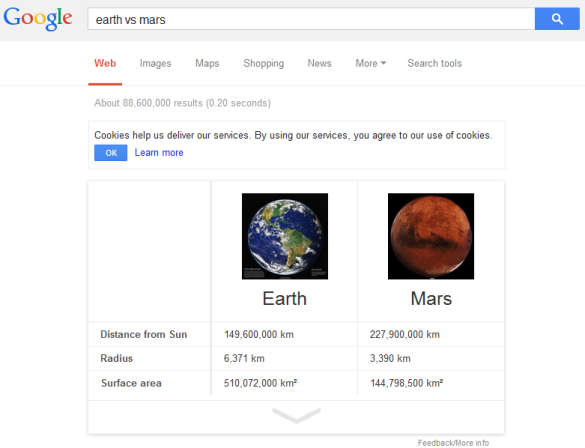 Google
earth vs mars
Web Images Maps Shopping News More Search tools
About 88,600,000 results (0.20 seconds)
Cookies help us deliver our services. By using our services, you agree to our use of cookies.
OK Learn more
Earth Mars
Distance from Sun 149,600,000 km 227,900,000 km
Radius 6,371 km 3,390 km
Surface area 510,072,000 km² 144,798,500 km²
Feedback/More info